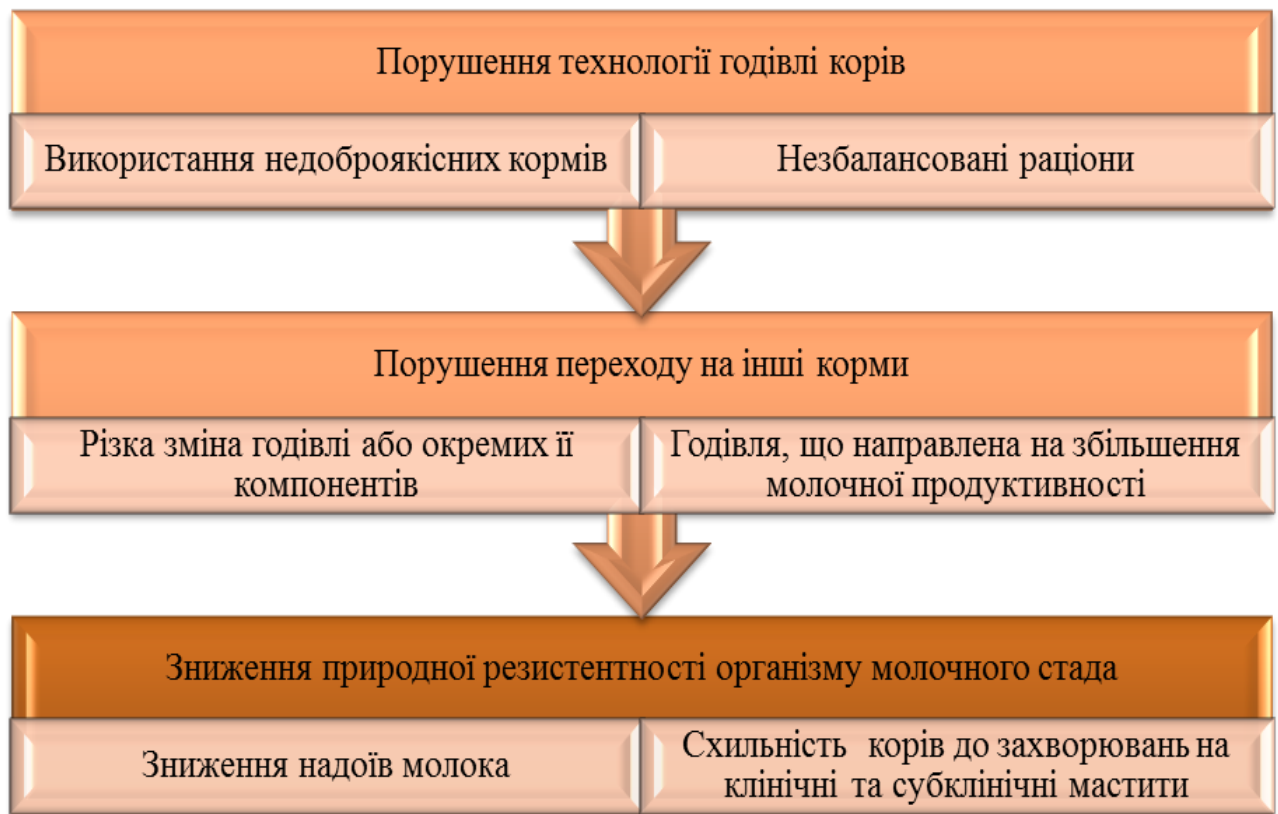 Порушення технології годівлі корів
Використання недоброякісних кормів
Незбалансовані раціони
Порушення переходу на інші корми
Різка зміна годівлі або окремих її
компонентів
Годівля, що направлена на збільшення
молочної продуктивності
Зниження природної резистентності організму молочного стада
Зниження надоїв молока
Схильність корів до захворювань на
клінічні та субклінічні мастити